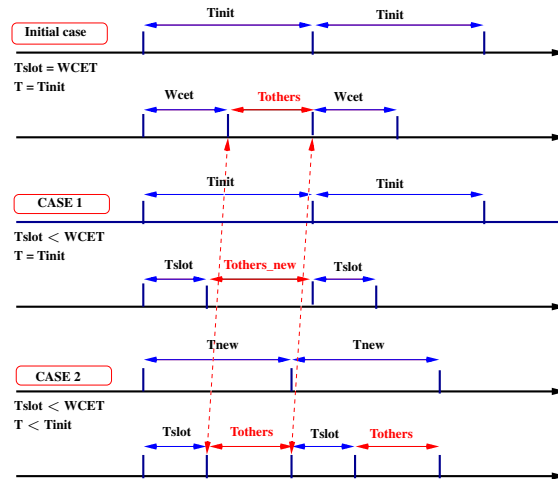 Tinit Tinit
Initial case
Tslot = WCET
T = Tinit
Wcet Tothers Wcet
Tinit Tinit
CASE 1
Tslot < WCET
T = Tinit
Tslot Tothers_new Tslot
Tnew Tnew
CASE 2
Tslot < WCET
T < Tinit
Tslot Tothers Tslot Tothers